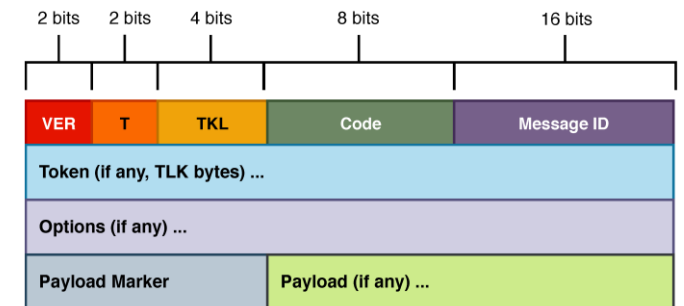 2 bits 2 bits 4 bits 8 bits 16 bits
VER T TKL Code Message ID
Token (if any, TLK bytes) ...
Options (if any) ...
Payload Marker Payload (if any) ...